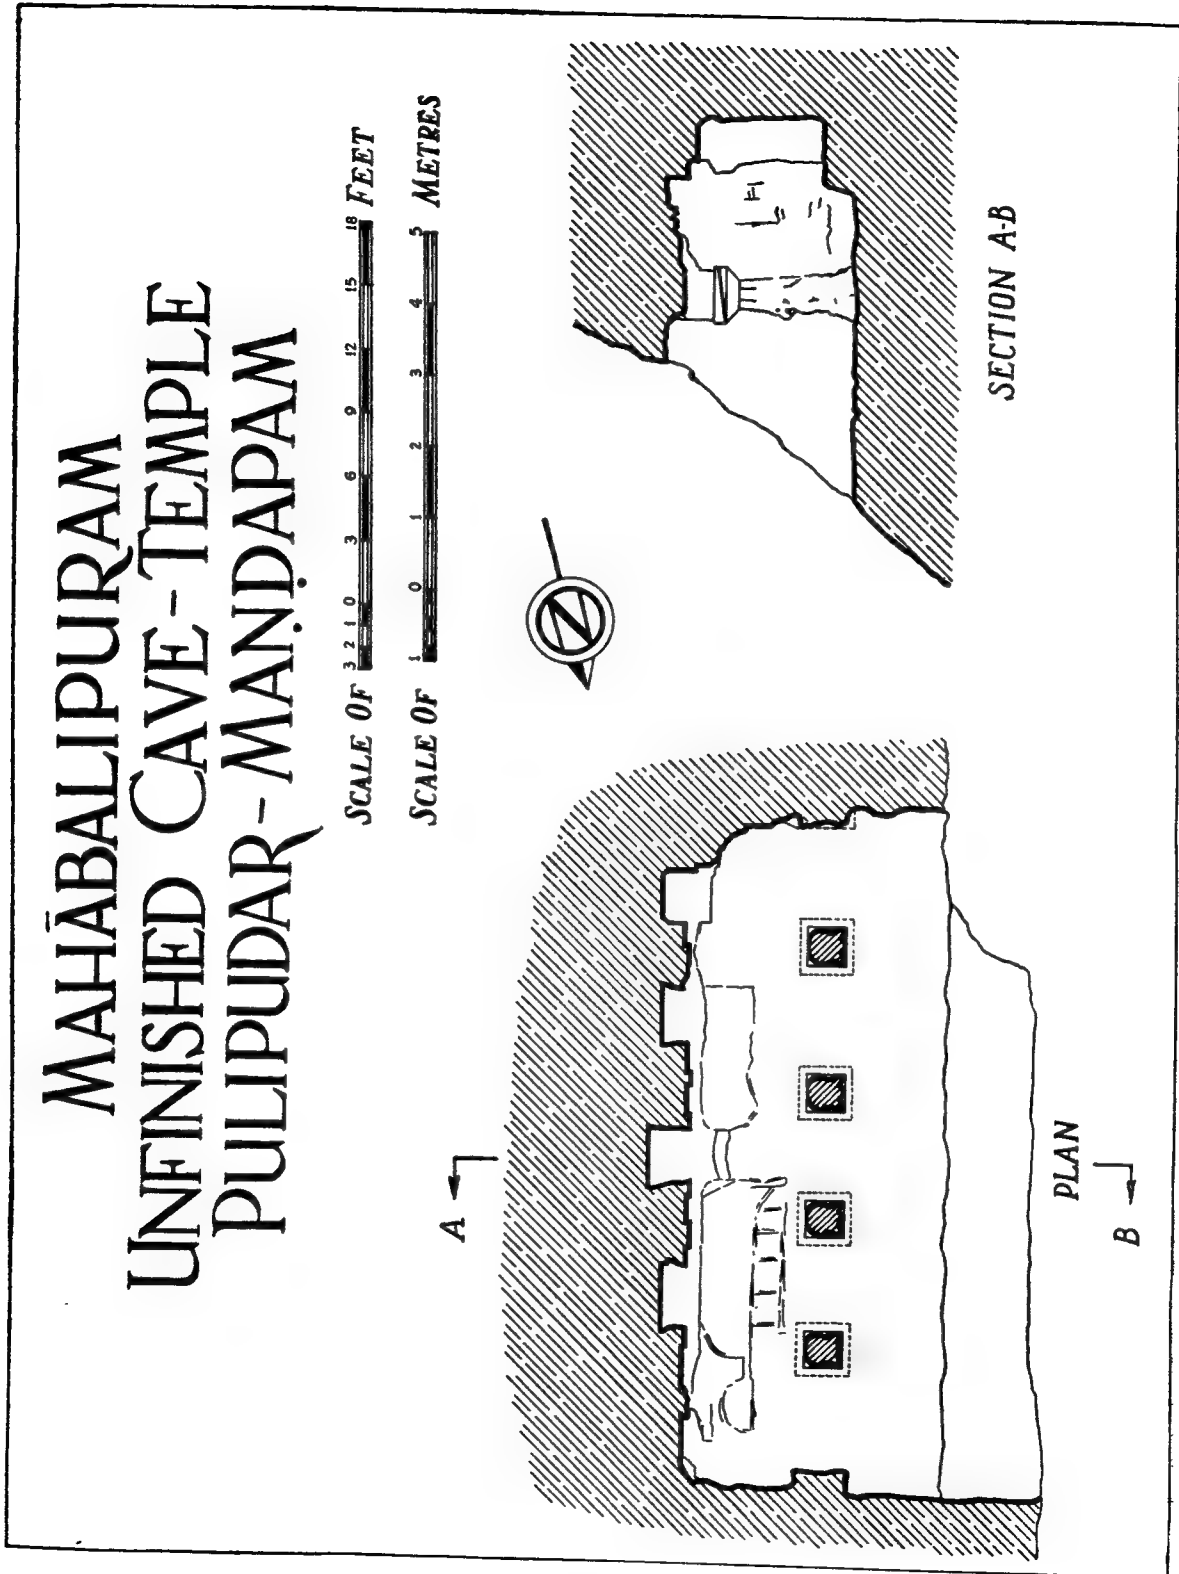 MAHĀBALIPURAM
UNFINISHED CAVE-TEMPLE
PULIPUDAR-MAṆḌAPAM
SCALE OF 3 2 1 0 3 6 9 12 15 18 FEET
SCALE OF 1 0 1 2 3 4 5 METRES
N
A
B
PLAN
SECTION A-B